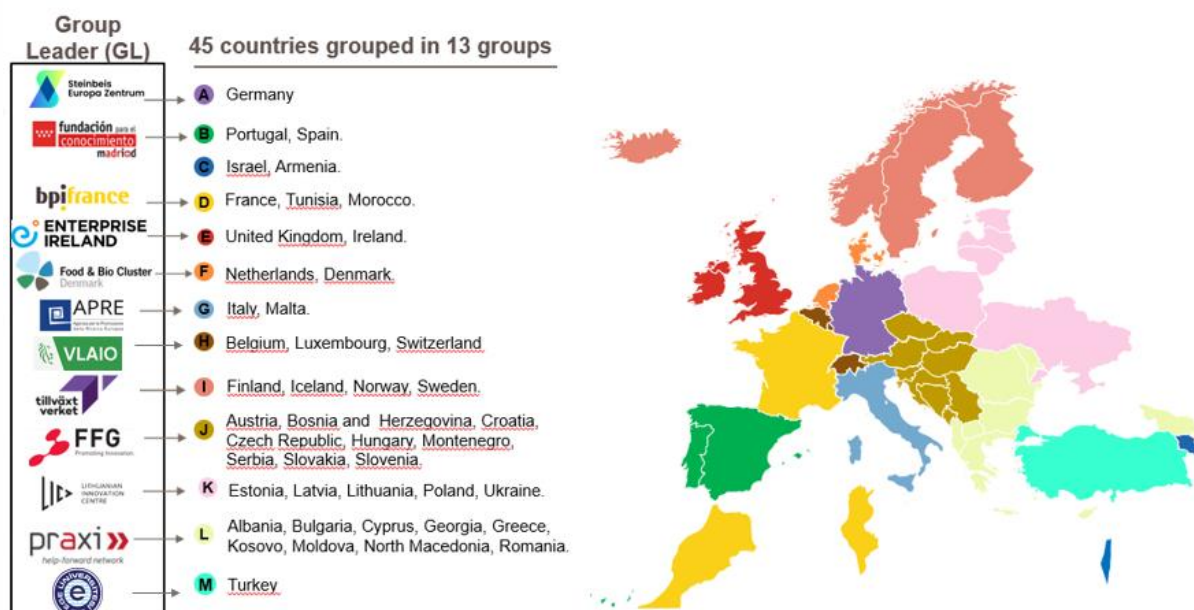 Group
Leader (GL)
45 countries grouped in 13 groups
Steinbeis
Europa Zentrum
A Germany
fundación para el
conocimiento
madri+d
B Portugal, Spain.
C Israel, Armenia.
bpifrance
D France, Tunisia, Morocco.
ENTERPRISE
IRELAND
E United Kingdom, Ireland.
Food & Bio Cluster
Denmark
F Netherlands, Denmark.
APRE
G Italy, Malta.
VLAIO
H Belgium, Luxembourg, Switzerland
tillväxt
verket
I Finland, Iceland, Norway, Sweden.
FFG
Promoting Innovation.
J Austria, Bosnia and Herzegovina, Croatia,
Czech Republic, Hungary, Montenegro,
Serbia, Slovakia, Slovenia.
LITHUANIAN
INNOVATION
CENTRE
K Estonia, Latvia, Lithuania, Poland, Ukraine.
praxi
help-forward network
L Albania, Bulgaria, Cyprus, Georgia, Greece,
Kosovo, Moldova, North Macedonia, Romania.
e
M Turkey